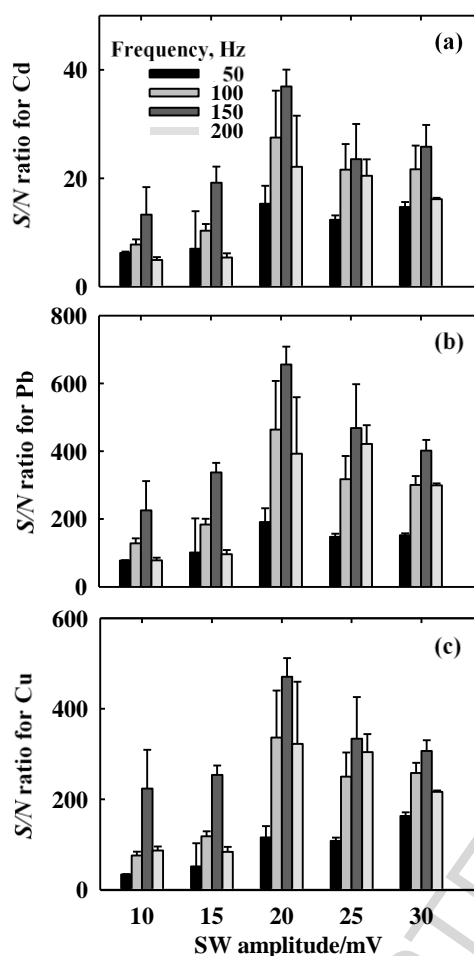 (a)
Frequency, Hz
50
100
150
200
S/N ratio for Cd
40
20
0
(b)
S/N ratio for Pb
800
600
400
200
0
(c)
S/N ratio for Cu
600
400
200
0
10 15 20 25 30
SW amplitude/mV